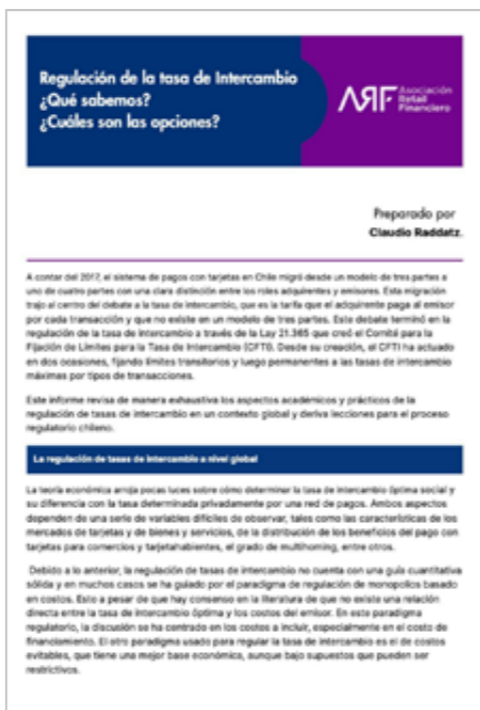 Regulación de la tasa de Intercambio
¿Qué sabemos?
¿Cuáles son las opciones?
ARF Asociación
Retail
Financiero
Preparado por
Claudio Raddatz.
A contar del 2017, el sistema de pagos con tarjetas en Chile migró desde un modelo de tres partes a
uno de cuatro partes con una clara distinción entre los roles adquirentes y emisores. Esta migración
trajo al centro del debate a la tasa de intercambio, que es la tarifa que el adquirente paga al emisor
por cada transacción y que no existe en un modelo de tres partes. Este debate terminó en la
regulación de la tasa de intercambio a través de la Ley 21.365 que creó el Comité para la
Fijación de Límites para la Tasa de Intercambio (CFTI). Desde su creación, el CFTI ha actuado
en dos ocasiones, fijando límites transitorios y luego permanentes a las tasas de intercambio
máximas por tipos de transacciones.
Este informe revisa de manera exhaustiva los aspectos académicos y prácticos de la
regulación de tasas de intercambio en un contexto global y deriva lecciones para el proceso
regulatorio chileno.
La regulación de tasas de intercambio a nivel global
La teoría económica arroja pocas luces sobre cómo determinar la tasa de intercambio óptima social y
su diferencia con la tasa determinada privadamente por una red de pagos. Ambos aspectos
dependen de una serie de variables difíciles de observar, tales como las características de los
mercados de tarjetas y de bienes y servicios, de la distribución de los beneficios del pago con
tarjetas para comercios y tarjetahabientes, el grado de multihoming, entre otros.
Debido a lo anterior, la regulación de tasas de intercambio no cuenta con una guía cuantitativa
sólida y en muchos casos se ha guiado por el paradigma de regulación de monopolios basado
en costos. Esto a pesar de que hay consenso en la literatura de que no existe una relación
directa entre la tasa de intercambio óptima y los costos del emisor. En este paradigma
regulatorio, la discusión se ha centrado en los costos a incluir, especialmente en el costo de
financiamiento. El otro paradigma usado para regular la tasa de intercambio es el de costos
evitables, que tiene una mejor base económica, aunque bajo supuestos que pueden ser
restrictivos.